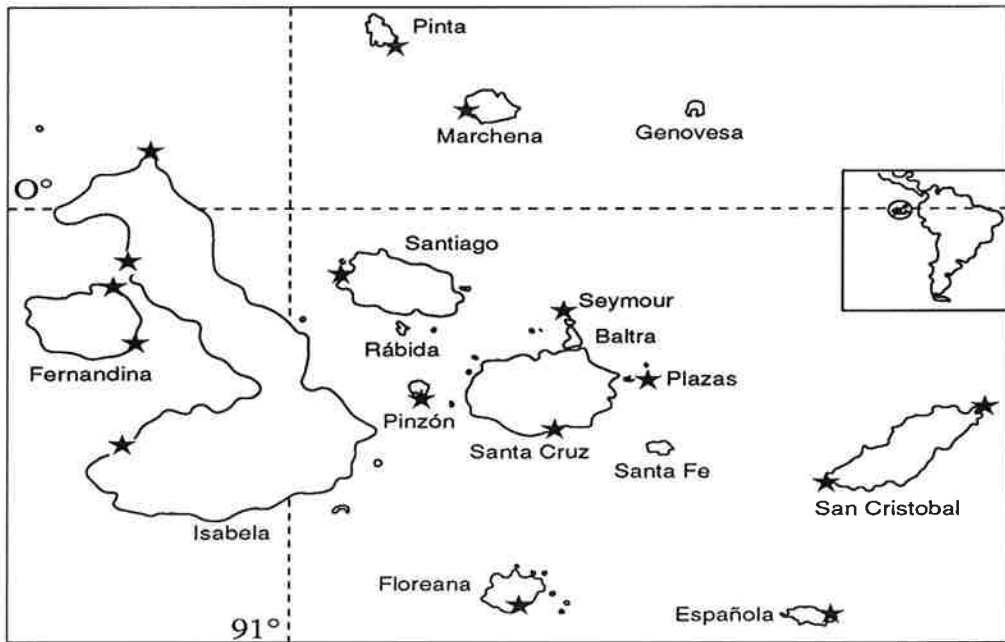 Pinta
Marchena
Genovesa
O°
Santiago
Seymour
Baltra
Rábida
Fernandina
Plazas
Pinzón
Santa Cruz
Santa Fe
San Cristobal
Isabela
Floreana
Española
91°